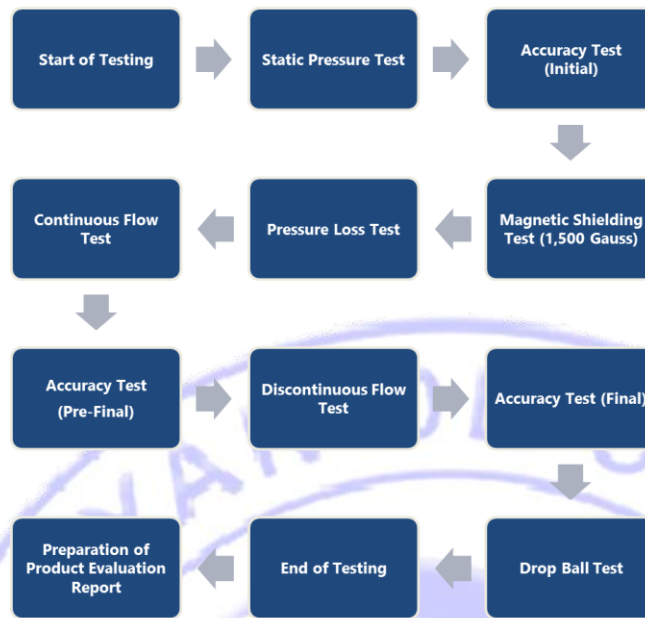 Start of Testing
Static Pressure Test
Accuracy Test
(Initial)
Magnetic Shielding
Test (1,500 Gauss)
Pressure Loss Test
Continuous Flow
Test
Accuracy Test
(Pre-Final)
Discontinuous Flow
Test
Accuracy Test (Final)
Drop Ball Test
End of Testing
Preparation of
Product Evaluation
Report